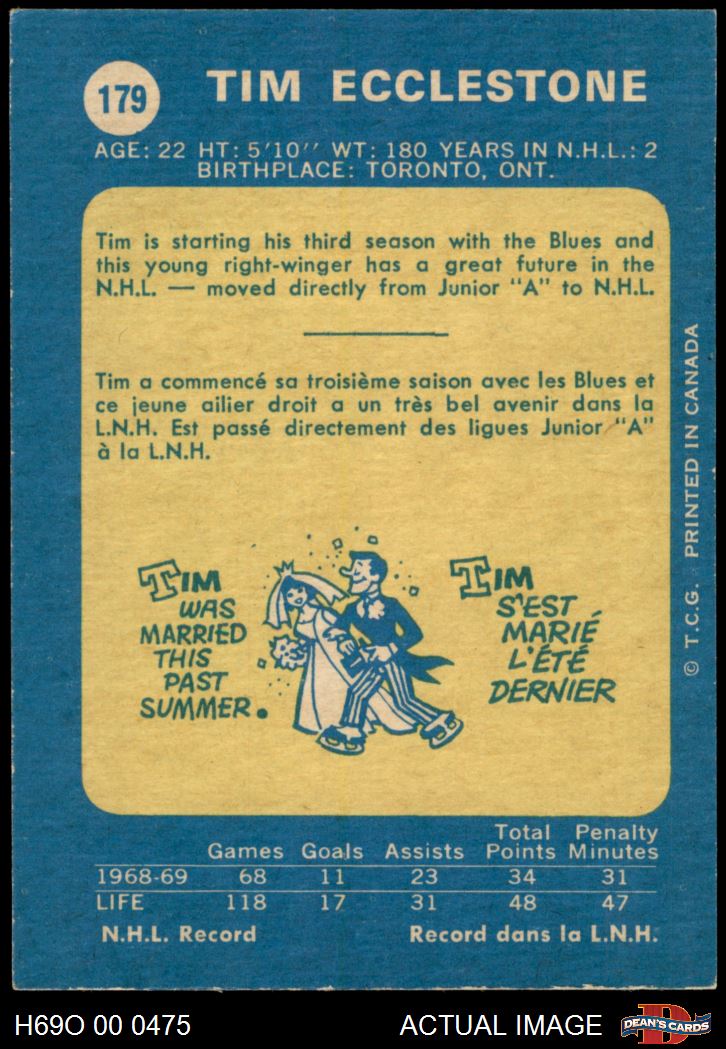 179
TIM ECCLESTONE
AGE: 22 HT: 5'10'' WT: 180 YEARS IN N.H.L.: 2
BIRTHPLACE: TORONTO, ONT.
Tim is starting his third season with the Blues and
this young right-winger has a great future in the
N.H.L. — moved directly from Junior "A" to N.H.L.
Tim a commencé sa troisième saison avec les Blues et
ce jeune ailier droit a un très bel avenir dans la
L.N.H. Est passé directement des ligues Junior "A"
à la L.N.H.
TIM
WAS
MARRIED
THIS
PAST
SUMMER.
TIM
S'EST
MARIÉ
L'ÉTÉ
DERNIER
© T.C.G. PRINTED IN CANADA
Total Penalty
Games Goals Assists Points Minutes
1968-69 68 11 23 34 31
LIFE 118 17 31 48 47
N.H.L. Record Record dans la L.N.H.
H69O 00 0475 ACTUAL IMAGE D DEAN'S CARDS